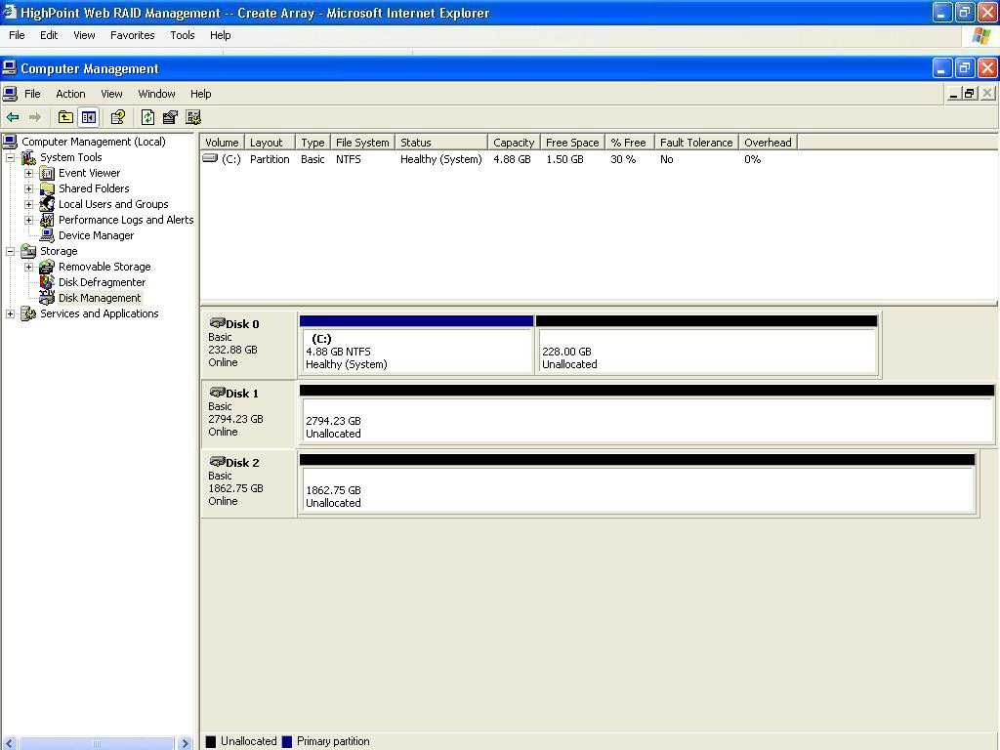 HighPoint Web RAID Management -- Create Array - Microsoft Internet Explorer
File Edit View Favorites Tools Help
Computer Management
File Action View Window Help
Computer Management (Local)
System Tools
Event Viewer
Shared Folders
Local Users and Groups
Performance Logs and Alerts
Device Manager
Storage
Removable Storage
Disk Defragmenter
Disk Management
Services and Applications
Volume Layout Type File System Status Capacity Free Space % Free Fault Tolerance Overhead
(C:) Partition Basic NTFS Healthy (System) 4.88 GB 1.50 GB 30 % No 0%
Disk 0
Basic
232.88 GB
Online
(C:)
4.88 GB NTFS
Healthy (System)
228.00 GB
Unallocated
Disk 1
Basic
2794.23 GB
Online
2794.23 GB
Unallocated
Disk 2
Basic
1862.75 GB
Online
1862.75 GB
Unallocated
Unallocated Primary partition